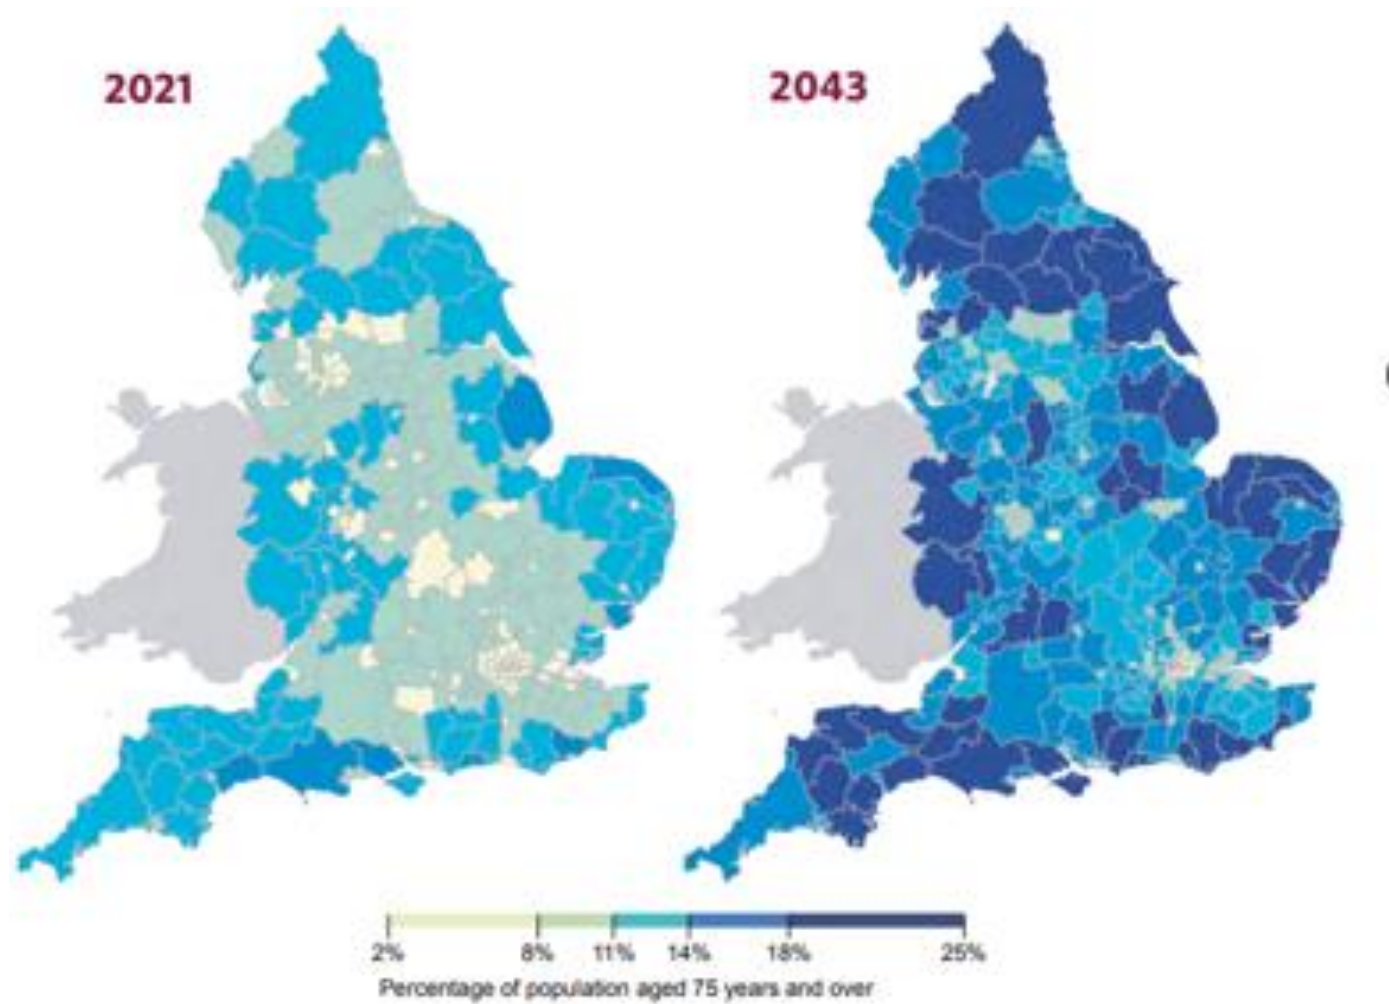 2021
2043
2% 8% 11% 14% 18% 25%
Percentage of population aged 75 years and over